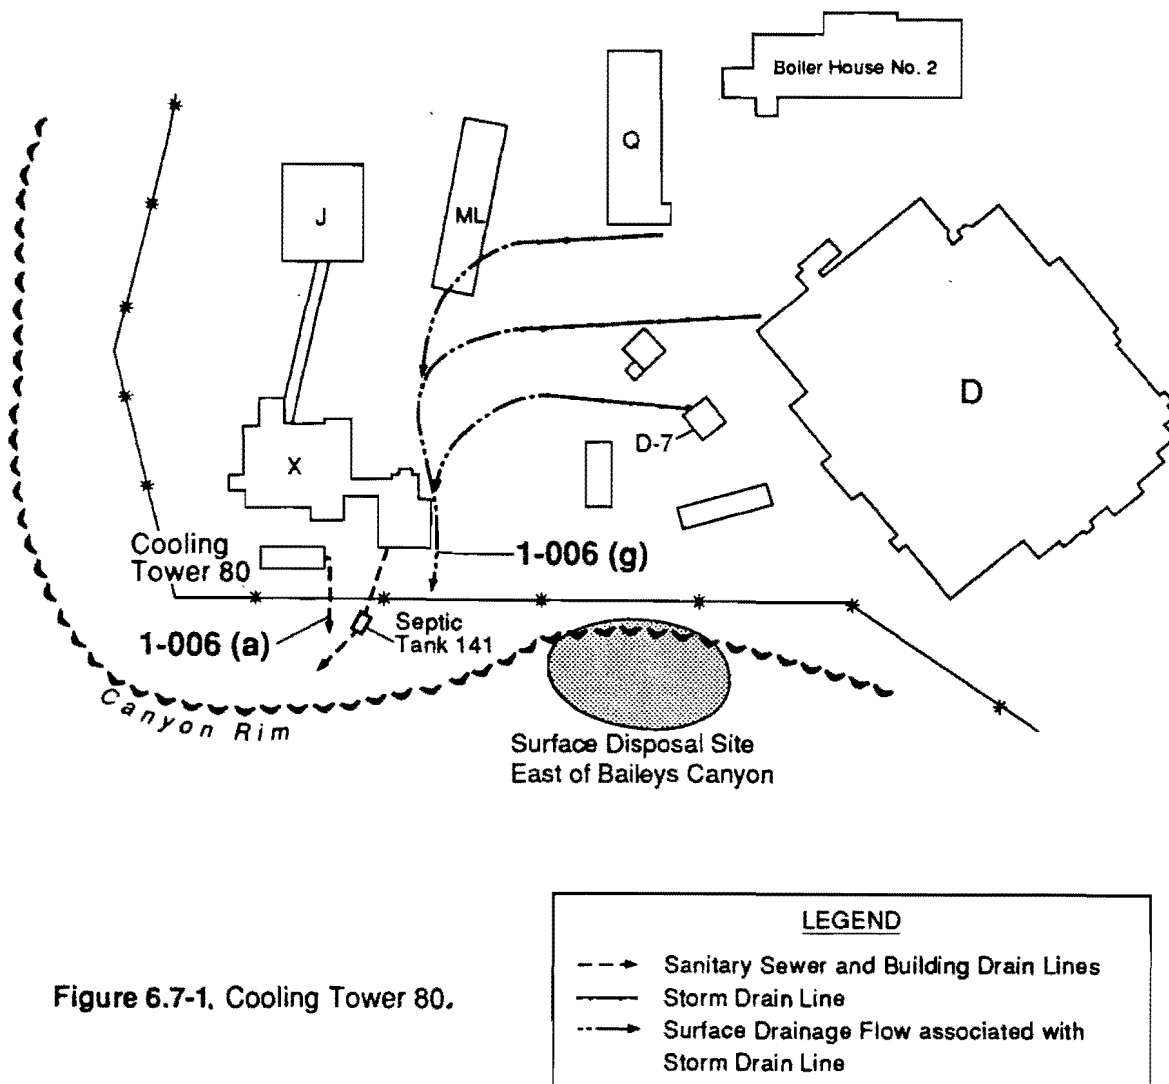 Boiler House No. 2
Q
J
ML
D
D-7
X
Cooling
Tower 80
1-006 (g)
1-006 (a)
Septic
Tank 141
Canyon Rim
Surface Disposal Site
East of Baileys Canyon
LEGEND
Sanitary Sewer and Building Drain Lines
Storm Drain Line
Surface Drainage Flow associated with
Storm Drain Line
Figure 6.7-1. Cooling Tower 80.